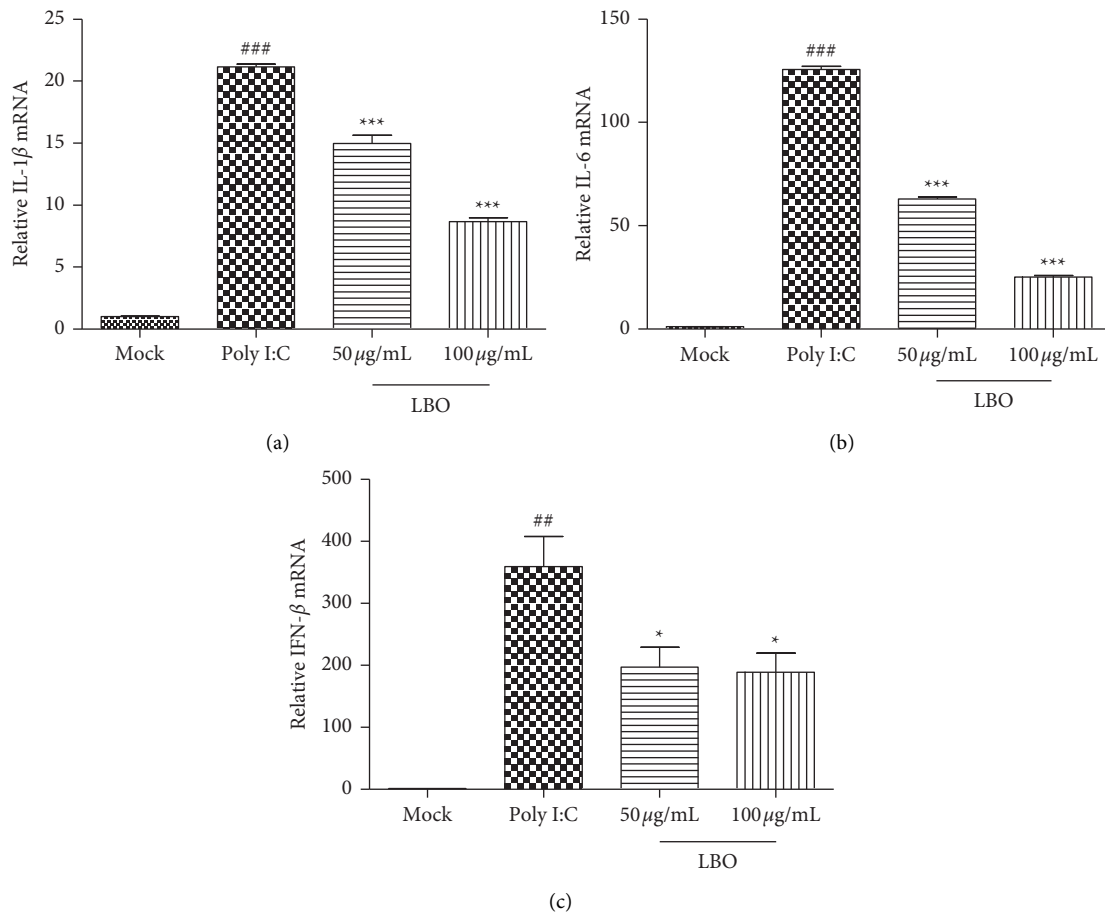 25
20
15
10
5
0
Relative IL-1β mRNA
###
***
***
Mock
Poly I:C
50 μg/mL
100 μg/mL
LBO
(a)
150
100
50
0
Relative IL-6 mRNA
###
***
***
Mock
Poly I:C
50 μg/mL
100 μg/mL
LBO
(b)
500
400
300
200
100
0
Relative IFN-β mRNA
##
*
*
Mock
Poly I:C
50 μg/mL
100 μg/mL
LBO
(c)